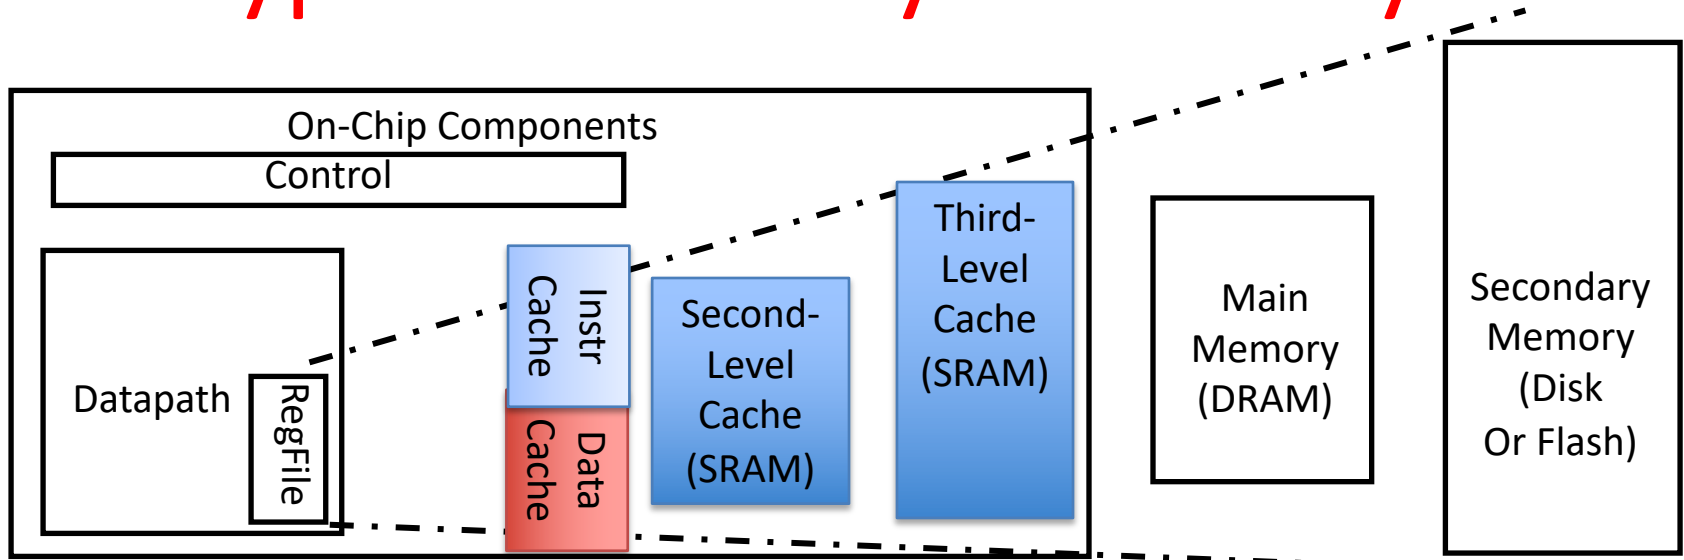 On-Chip Components
Control
Datapath
RegFile
Instr
Cache
Data
Cache
Second-
Level
Cache
(SRAM)
Third-
Level
Cache
(SRAM)
Main
Memory
(DRAM)
Secondary
Memory
(Disk
Or Flash)